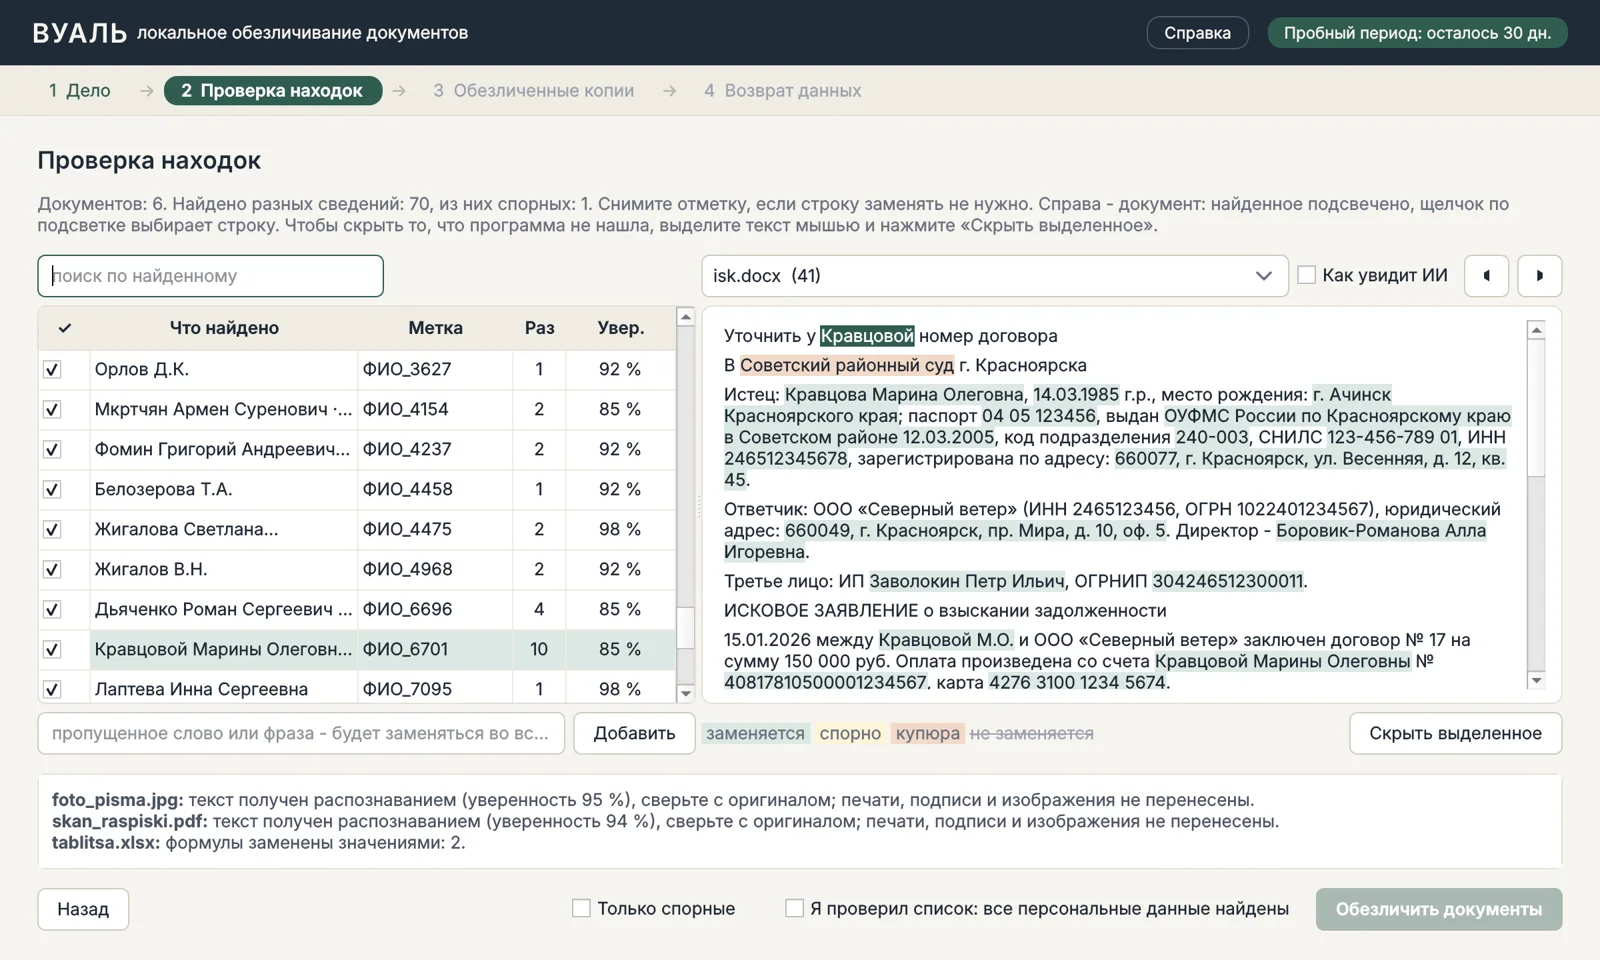 ВУАЛЬ локальное обезличивание документов
Справка
Пробный период: осталось 30 дн.
1 Дело → 2 Проверка находок → 3 Обезличенные копии → 4 Возврат данных
Проверка находок
Документов: 6. Найдено разных сведений: 70, из них спорных: 1. Снимите отметку, если строку заменять не нужно. Справа - документ: найденное подсвечено, щелчок по
подсветке выбирает строку. Чтобы скрыть то, что программа не нашла, выделите текст мышью и нажмите «Скрыть выделенное».
поиск по найденному
✓ Что найдено Метка Раз Увер.
Орлов Д.К. ФИО_3627 1 92 %
Мкртчян Армен Суренович ·... ФИО_4154 2 85 %
Фомин Григорий Андреевич... ФИО_4237 2 92 %
Белозерова Т.А. ФИО_4458 1 92 %
Жигалова Светлана... ФИО_4475 2 98 %
Жигалов В.Н. ФИО_4968 2 92 %
Дьяченко Роман Сергеевич ... ФИО_6696 4 85 %
Кравцовой Марины Олеговн... ФИО_6701 10 85 %
Лаптева Инна Сергеевна ФИО_7095 1 98 %
пропущенное слово или фраза - будет заменяться во вс...
Добавить
isk.docx (41)
Как увидит ИИ
Уточнить у Кравцовой номер договора
В Советский районный суд г. Красноярска
Истец: Кравцова Марина Олеговна, 14.03.1985 г.р., место рождения: г. Ачинск
Красноярского края; паспорт 04 05 123456, выдан ОУФМС России по Красноярскому краю
в Советском районе 12.03.2005, код подразделения 240-003, СНИЛС 123-456-789 01, ИНН
246512345678, зарегистрирована по адресу: 660077, г. Красноярск, ул. Весенняя, д. 12, кв.
45.
Ответчик: ООО «Северный ветер» (ИНН 2465123456, ОГРН 1022401234567), юридический
адрес: 660049, г. Красноярск, пр. Мира, д. 10, оф. 5. Директор - Боровик-Романова Алла
Игоревна.
Третье лицо: ИП Заволокин Петр Ильич, ОГРНИП 304246512300011.
ИСКОВОЕ ЗАЯВЛЕНИЕ о взыскании задолженности
15.01.2026 между Кравцовой М.О. и ООО «Северный ветер» заключен договор № 17 на
сумму 150 000 руб. Оплата произведена со счета Кравцовой Марины Олеговны №
40817810500001234567, карта 4276 3100 1234 5674.
заменяется спорно купюра не заменяется
Скрыть выделенное
foto_pisma.jpg: текст получен распознаванием (уверенность 95 %), сверьте с оригиналом; печати, подписи и изображения не перенесены.
skan_raspiski.pdf: текст получен распознаванием (уверенность 94 %), сверьте с оригиналом; печати, подписи и изображения не перенесены.
tablitsa.xlsx: формулы заменены значениями: 2.
Назад
Только спорные
Я проверил список: все персональные данные найдены
Обезличить документы